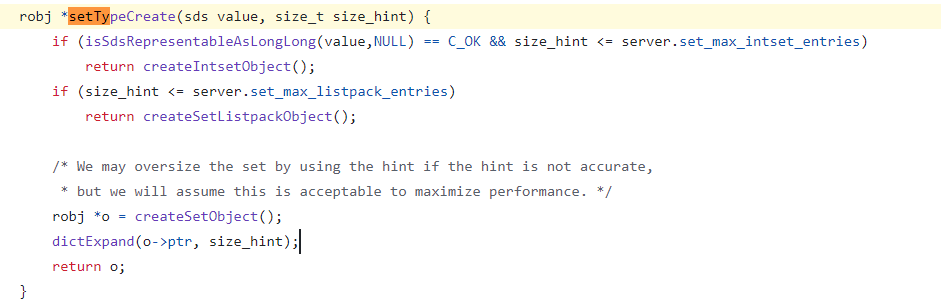 robj *setTypeCreate(sds value, size_t size_hint) {
    if (isSdsRepresentableAsLongLong(value,NULL) == C_OK && size_hint <= server.set_max_intset_entries)
        return createIntsetObject();
    if (size_hint <= server.set_max_listpack_entries)
        return createSetListpackObject();

    /* We may oversize the set by using the hint if the hint is not accurate,
     * but we will assume this is acceptable to maximize performance. */
    robj *o = createSetObject();
    dictExpand(o->ptr, size_hint);
    return o;
}